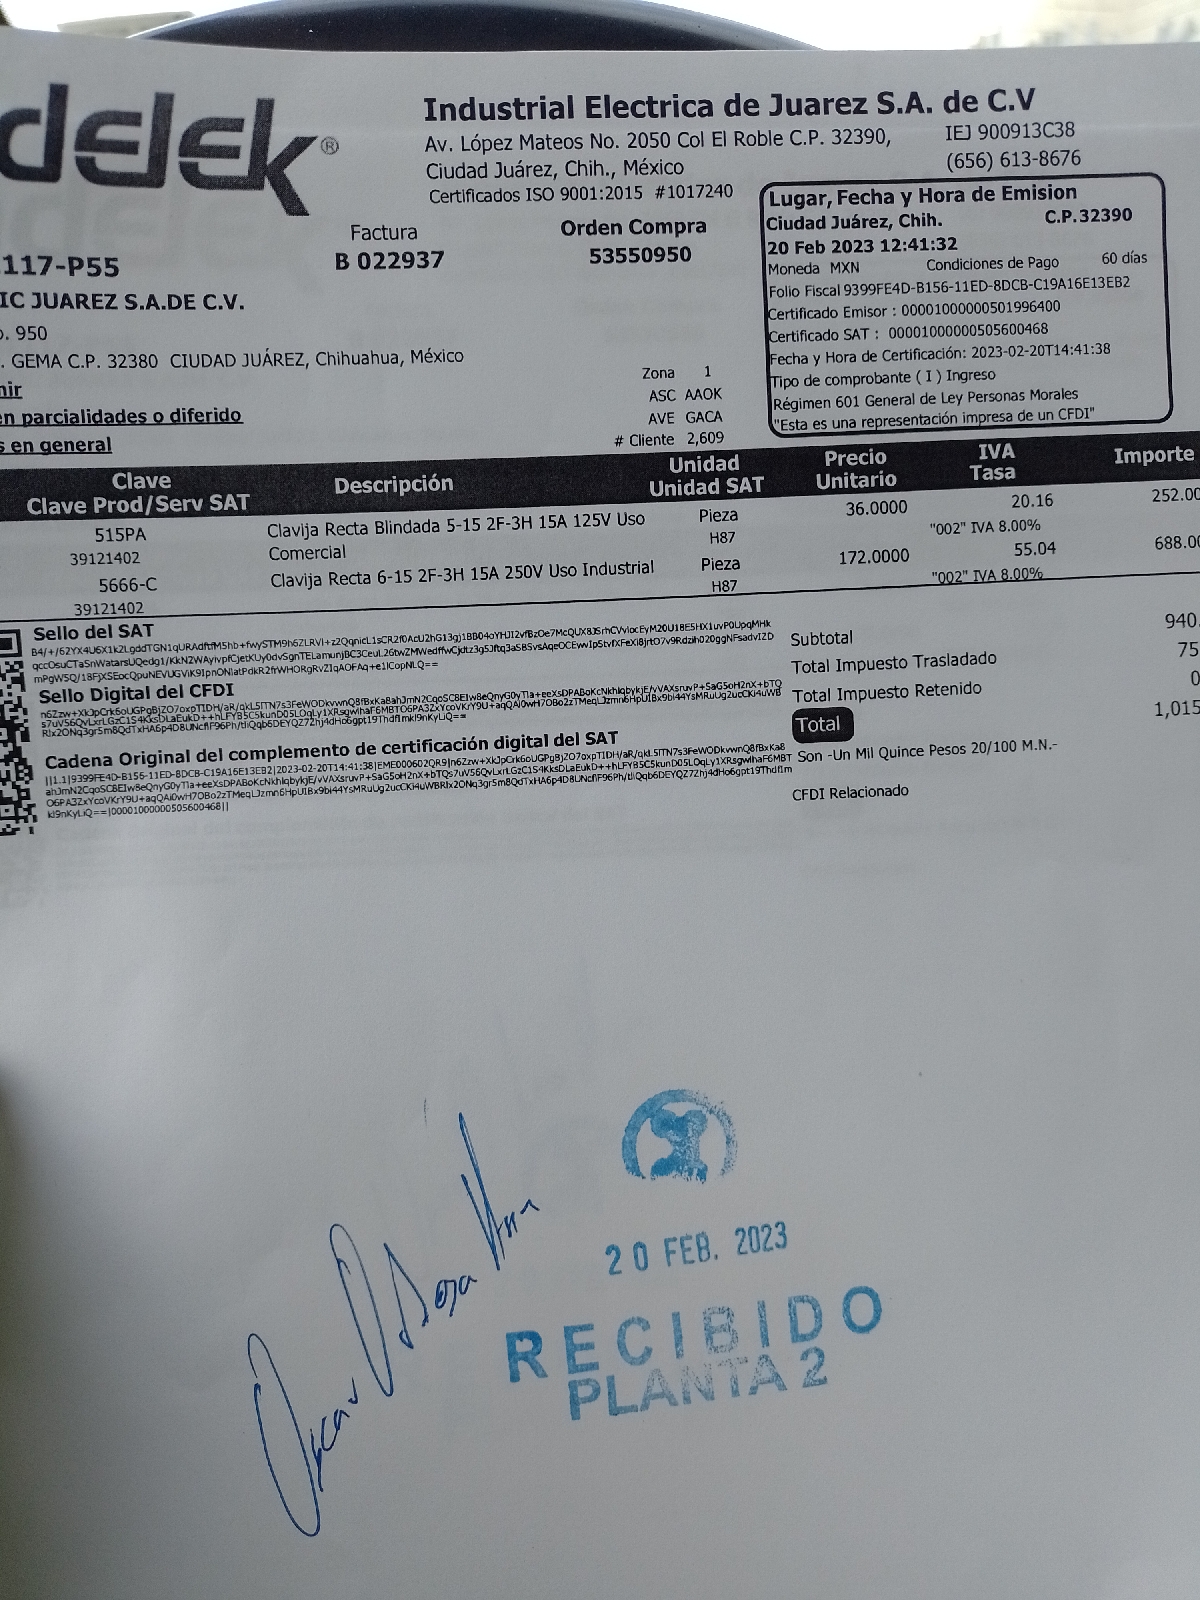 delek®
Industrial Electrica de Juarez S.A. de C.V
Av. López Mateos No. 2050 Col El Roble C.P. 32390,
IEJ 900913C38
Ciudad Juárez, Chih., México
(656) 613-8676
Certificados ISO 9001:2015 #1017240
Lugar, Fecha y Hora de Emision
Ciudad Juárez, Chih. C.P.32390
20 Feb 2023 12:41:32
Moneda MXN Condiciones de Pago 60 días
Folio Fiscal 9399FE4D-B156-11ED-8DCB-C19A16E13EB2
Certificado Emisor : 00001000000501996400
Certificado SAT : 00001000000505600468
Fecha y Hora de Certificación: 2023-02-20T14:41:38
Tipo de comprobante ( I ) Ingreso
Régimen 601 General de Ley Personas Morales
"Esta es una representación impresa de un CFDI"
Factura
B 022937
Orden Compra
53550950
117-P55
IC JUAREZ S.A.DE C.V.
. 950
. GEMA C.P. 32380 CIUDAD JUÁREZ, Chihuahua, México
nir
en parcialidades o diferido
s en general
Zona 1
ASC AAOK
AVE GACA
# Cliente 2,609
Clave
Clave Prod/Serv SAT
Descripción
Unidad
Unidad SAT
Precio
Unitario
IVA
Tasa
Importe
515PA Clavija Recta Blindada 5-15 2F-3H 15A 125V Uso Pieza 36.0000 20.16 252.00
39121402 Comercial H87 "002" IVA 8.00%
5666-C Clavija Recta 6-15 2F-3H 15A 250V Uso Industrial Pieza 172.0000 55.04 688.00
39121402 H87 "002" IVA 8.00%
Sello del SAT
Sello Digital del CFDI
Cadena Original del complemento de certificación digital del SAT
kl9nKyLiQ==|00001000000505600468||
Subtotal 940.
Total Impuesto Trasladado 75
Total Impuesto Retenido 0
Total 1,015
Son -Un Mil Quince Pesos 20/100 M.N.-
CFDI Relacionado
20 FEB. 2023
RECIBIDO
PLANTA 2
Oscar